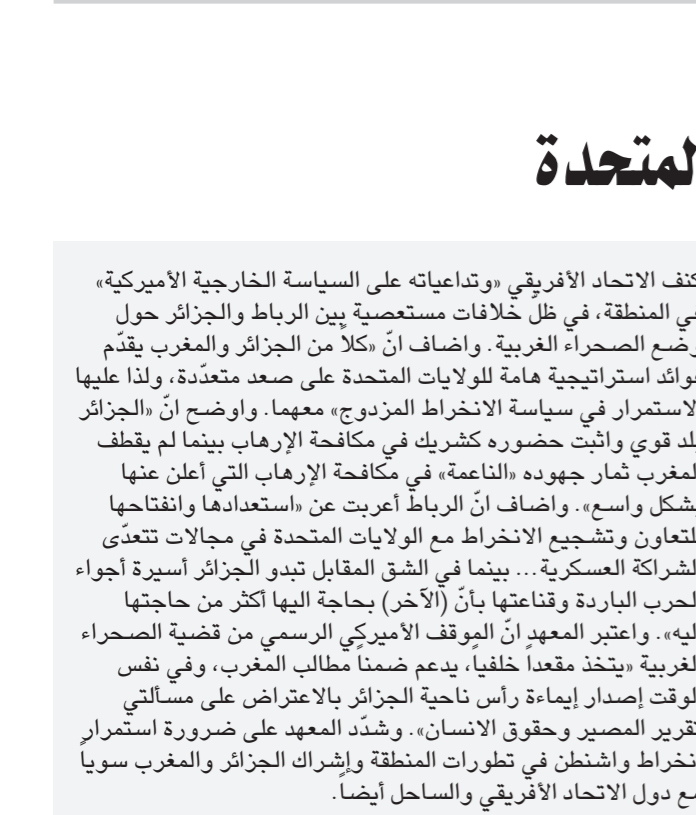 لمتحدة
كنف الاتحاد الأفريقي «وتداعياته على السياسة الخارجية الأميركية»
في المنطقة، في ظلّ خلافات مستعصية بين الرباط والجزائر حول
وضع الصحراء الغربية. واضاف انّ «كلاً من الجزائر والمغرب يقدّم
فوائد استراتيجية هامة للولايات المتحدة على صعد متعدّدة، ولذا عليها
الاستمرار في سياسة الانخراط المزدوج» معهما. واوضح انّ «الجزائر
بلد قوي واثبت حضوره كشريك في مكافحة الإرهاب بينما لم يقطف
المغرب ثمار جهوده «الناعمة» في مكافحة الإرهاب التي أعلن عنها
بشكل واسع». واضاف انّ الرباط أعربت عن «استعدادها وانفتاحها
للتعاون وتشجيع الانخراط مع الولايات المتحدة في مجالات تتعدّى
الشراكة العسكرية... بينما في الشق المقابل تبدو الجزائر أسيرة أجواء
الحرب الباردة وقناعتها بأنّ (الآخر) بحاجة اليها أكثر من حاجتها
اليه». واعتبر المعهد انّ الموقف الأميركي الرسمي من قضية الصحراء
الغربية «يتخذ مقعداً خلفياً، يدعم ضمناً مطالب المغرب، وفي نفس
الوقت إصدار إيماءة رأس ناحية الجزائر بالاعتراض على مسألتي
تقرير المصير وحقوق الانسان». وشدّد المعهد على ضرورة استمرار
انخراط واشنطن في تطورات المنطقة وإشراك الجزائر والمغرب سوياً
مع دول الاتحاد الأفريقي والساحل أيضاً.